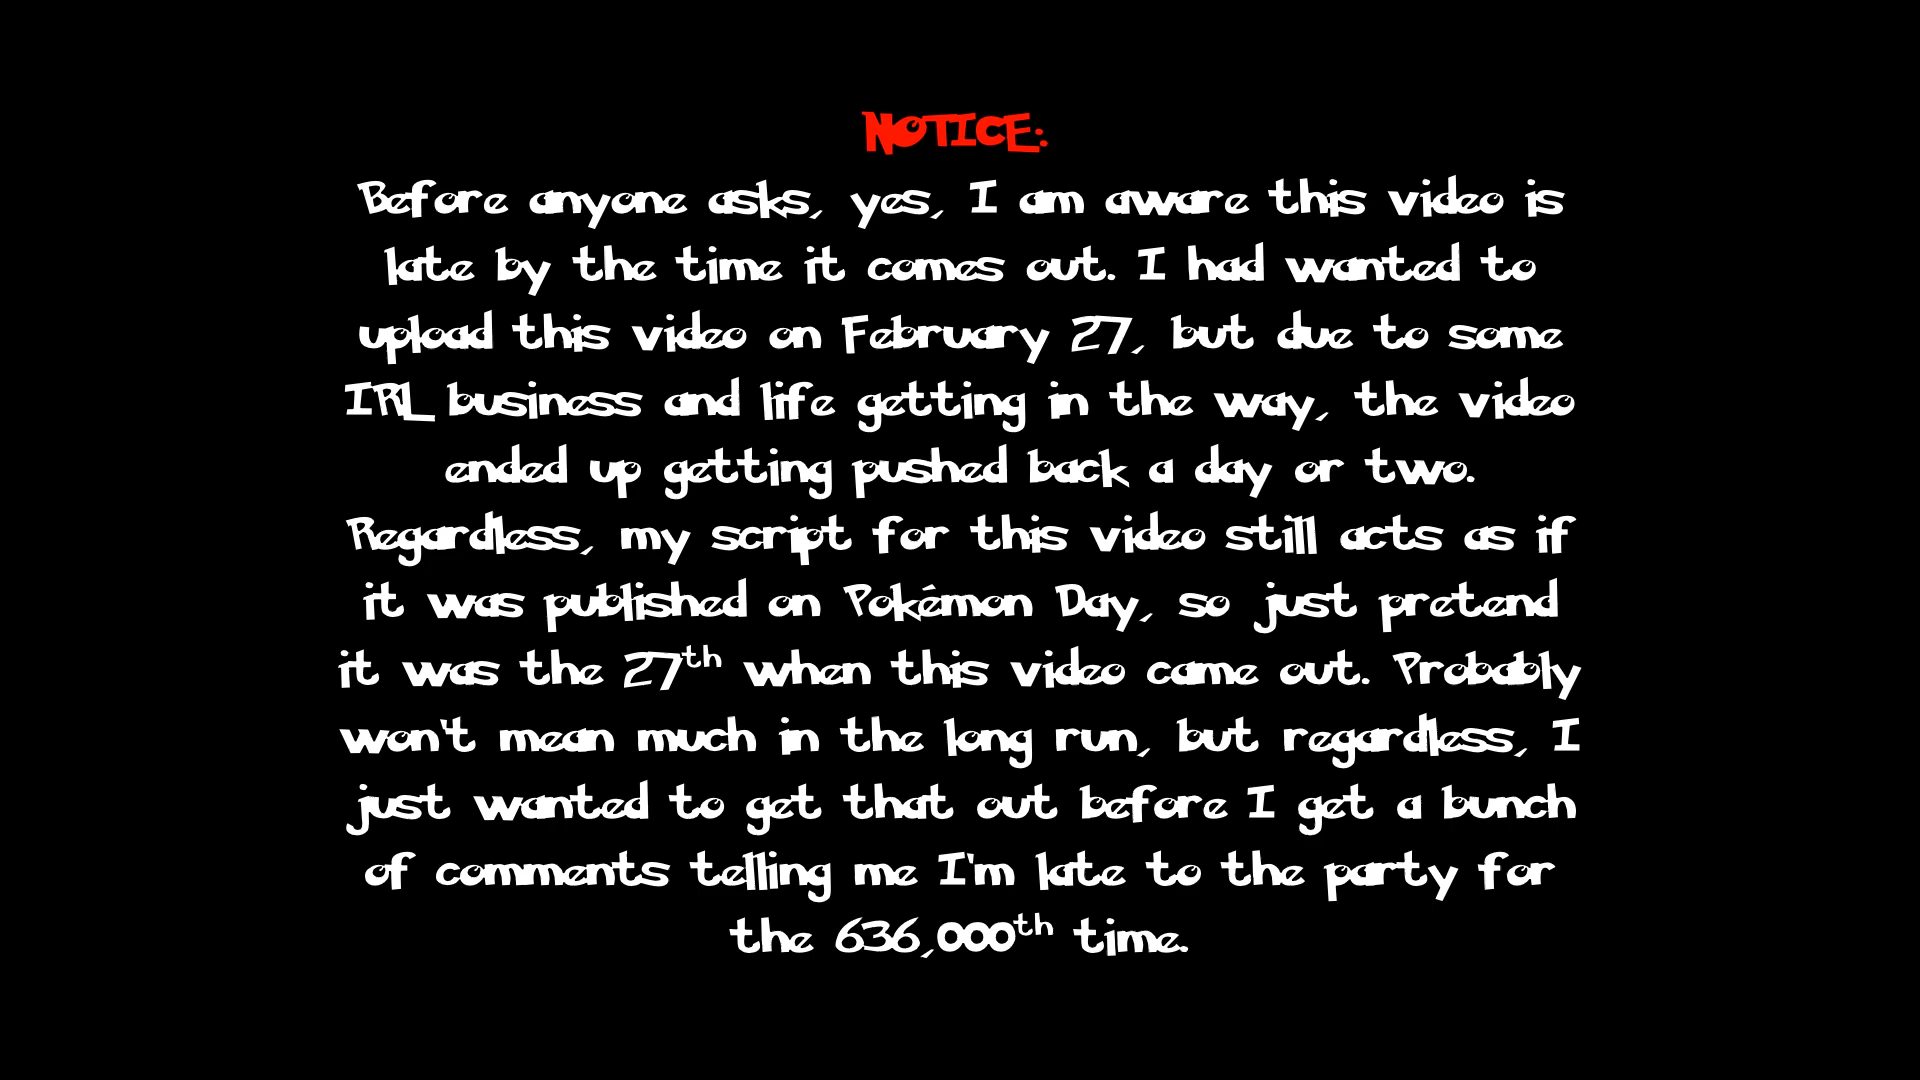 NOTICE:
Before anyone asks, yes, I am aware this video is
late by the time it comes out. I had wanted to
upload this video on February 27, but due to some
IRL business and life getting in the way, the video
ended up getting pushed back a day or two.
Regardless, my script for this video still acts as if
it was published on Pokémon Day, so just pretend
it was the 27th when this video came out. Probably
won't mean much in the long run, but regardless, I
just wanted to get that out before I get a bunch
of comments telling me I'm late to the party for
the 636,000th time.